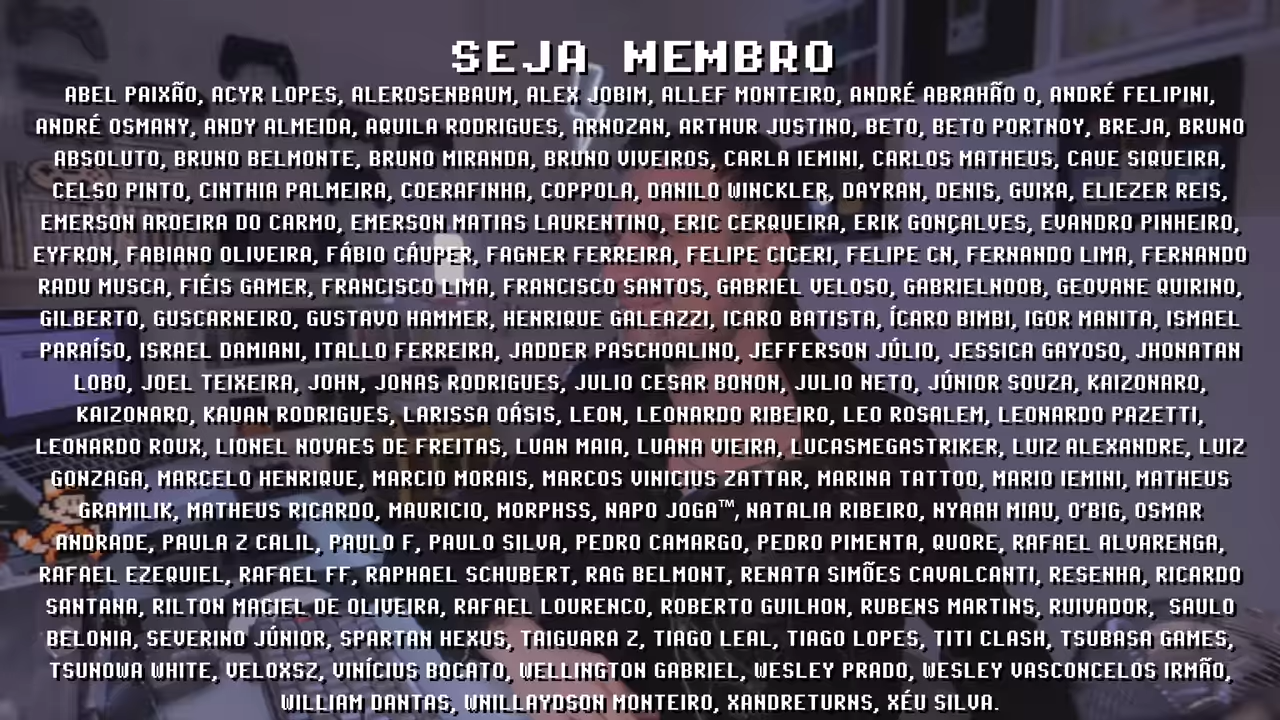 SEJA MEMBRO
ABEL PAIXÃO, ACYR LOPES, ALEROSENBAUM, ALEX JOBIM, ALLEF MONTEIRO, ANDRÉ ABRAHÃO O, ANDRÉ FELIPINI,
ANDRÉ OSMANY, ANDY ALMEIDA, AQUILA RODRIGUES, ARNOZAN, ARTHUR JUSTINO, BETO, BETO PORTNOY, BREJA, BRUNO
ABSOLUTO, BRUNO BELMONTE, BRUNO MIRANDA, BRUNO VIVEIROS, CARLA IEMINI, CARLOS MATHEUS, CAUE SIQUEIRA,
CELSO PINTO, CINTHIA PALMEIRA, COERAFINHA, COPPOLA, DANILO WINCKLER, DAYRAN, DENIS, GUIXA, ELIEZER REIS,
EMERSON AROEIRA DO CARMO, EMERSON MATIAS LAURENTINO, ERIC CERQUEIRA, ERIK GONÇALVES, EVANDRO PINHEIRO,
EYFRON, FABIANO OLIVEIRA, FÁBIO CÁUPER, FAGNER FERREIRA, FELIPE CICERI, FELIPE CN, FERNANDO LIMA, FERNANDO
RADU MUSCA, FIÉIS GAMER, FRANCISCO LIMA, FRANCISCO SANTOS, GABRIEL VELOSO, GABRIELNOOB, GEOVANE QUIRINO,
GILBERTO, GUSCARNEIRO, GUSTAVO HAMMER, HENRIQUE GALEAZZI, ICARO BATISTA, ÍCARO BIMBI, IGOR MANITA, ISMAEL
PARAÍSO, ISRAEL DAMIANI, ITALLO FERREIRA, JADDER PASCHOALINO, JEFFERSON JÚLIO, JESSICA GAYOSO, JHONATAN
LOBO, JOEL TEIXEIRA, JOHN, JONAS RODRIGUES, JULIO CESAR BONON, JULIO NETO, JÚNIOR SOUZA, KAIZONARO,
KAIZONARO, KAUAN RODRIGUES, LARISSA OÁSIS, LEON, LEONARDO RIBEIRO, LEO ROSALEM, LEONARDO PAZETTI,
LEONARDO ROUX, LIONEL NOVAES DE FREITAS, LUAN MAIA, LUANA VIEIRA, LUCASMEGASTRIKER, LUIZ ALEXANDRE, LUIZ
GONZAGA, MARCELO HENRIQUE, MARCIO MORAIS, MARCOS VINICIUS ZATTAR, MARINA TATTOO, MARIO IEMINI, MATHEUS
GRAMILIK, MATHEUS RICARDO, MAURICIO, MORPHSS, NAPO JOGA™, NATALIA RIBEIRO, NYAAH MIAU, O'BIG, OSMAR
ANDRADE, PAULA Z CALIL, PAULO F, PAULO SILVA, PEDRO CAMARGO, PEDRO PIMENTA, QUORE, RAFAEL ALVARENGA,
RAFAEL EZEQUIEL, RAFAEL FF, RAPHAEL SCHUBERT, RAG BELMONT, RENATA SIMÕES CAVALCANTI, RESENHA, RICARDO
SANTANA, RILTON MACIEL DE OLIVEIRA, RAFAEL LOURENCO, ROBERTO GUILHON, RUBENS MARTINS, RUIVADOR, SAULO
BELONIA, SEVERINO JÚNIOR, SPARTAN HEXUS, TAIGUARA Z, TIAGO LEAL, TIAGO LOPES, TITI CLASH, TSUBASA GAMES,
TSUNOWA WHITE, VELOXSZ, VINÍCIUS BOCATO, WELLINGTON GABRIEL, WESLEY PRADO, WESLEY VASCONCELOS IRMÃO,
WILLIAM DANTAS, WNILLAYDSON MONTEIRO, XANDRETURNS, XÉU SILVA.